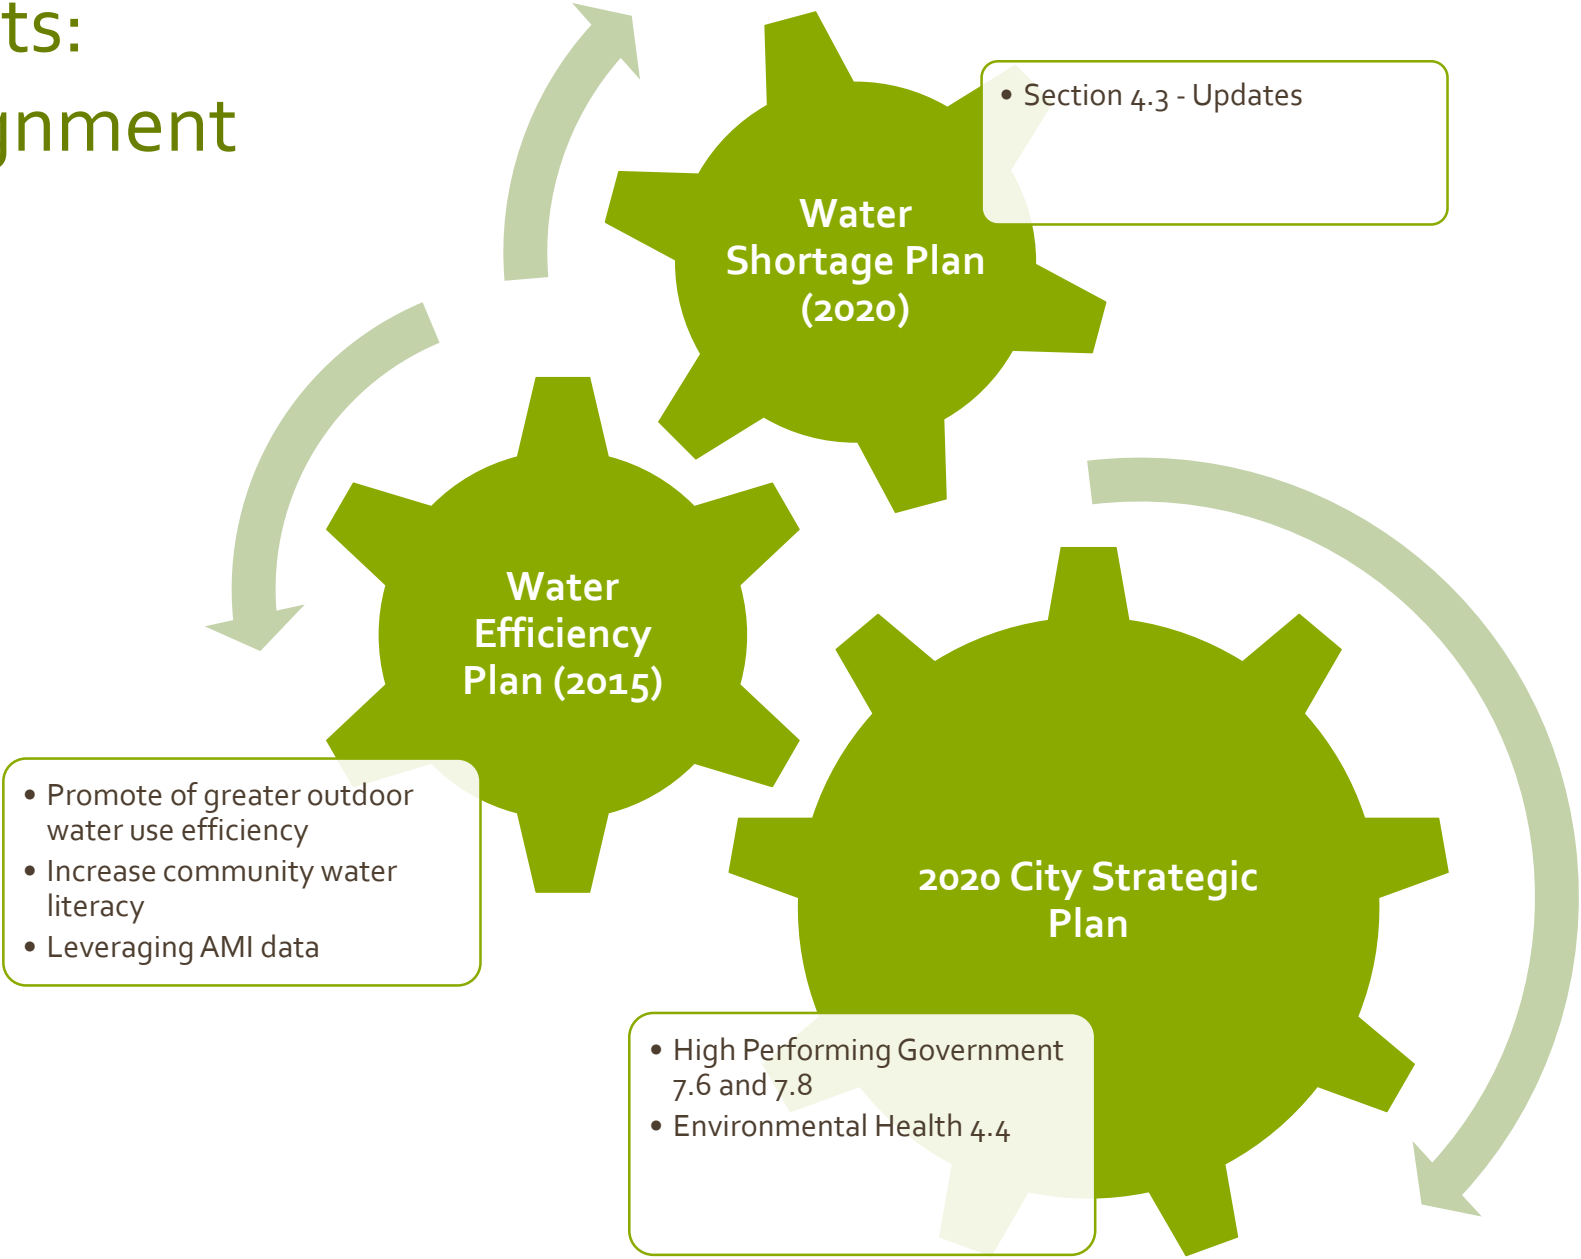 ts:
gnment
• Section 4.3 - Updates
Water
Shortage Plan
(2020)
Water
Efficiency
Plan (2015)
• Promote of greater outdoor
water use efficiency
• Increase community water
literacy
• Leveraging AMI data
2020 City Strategic
Plan
• High Performing Government
7.6 and 7.8
• Environmental Health 4.4